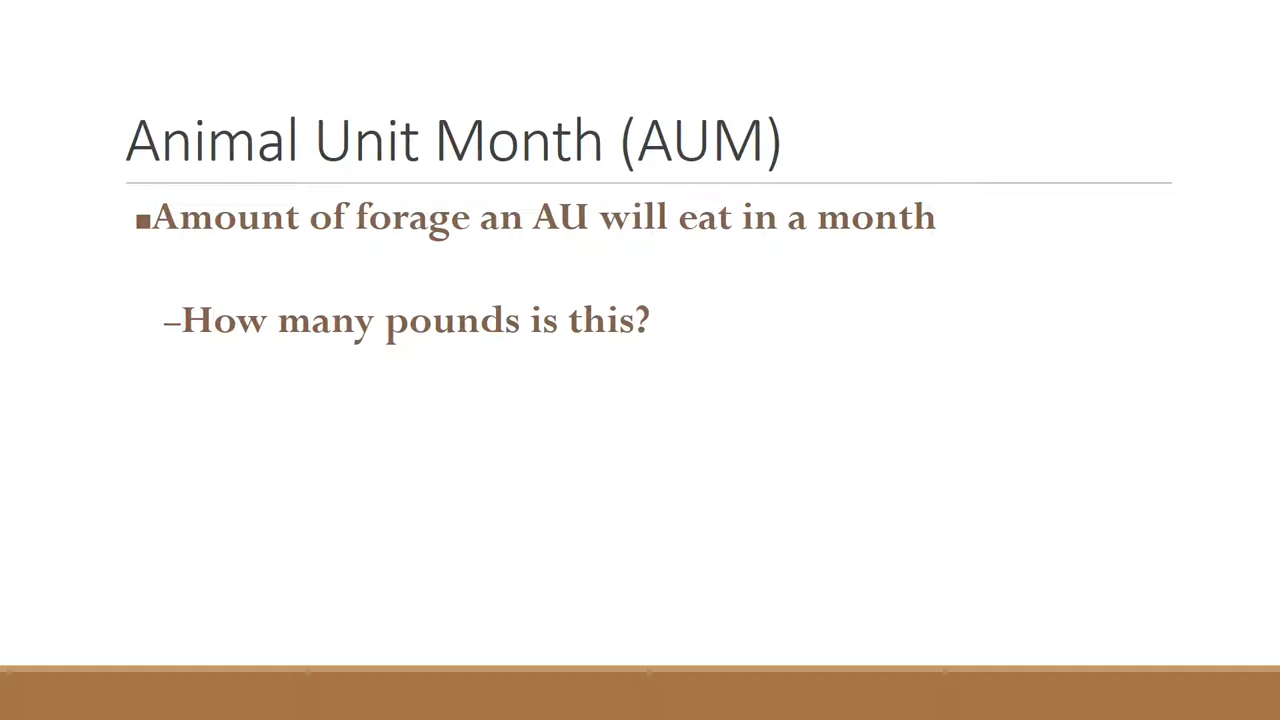 Animal Unit Month (AUM)
■Amount of forage an AU will eat in a month
–How many pounds is this?